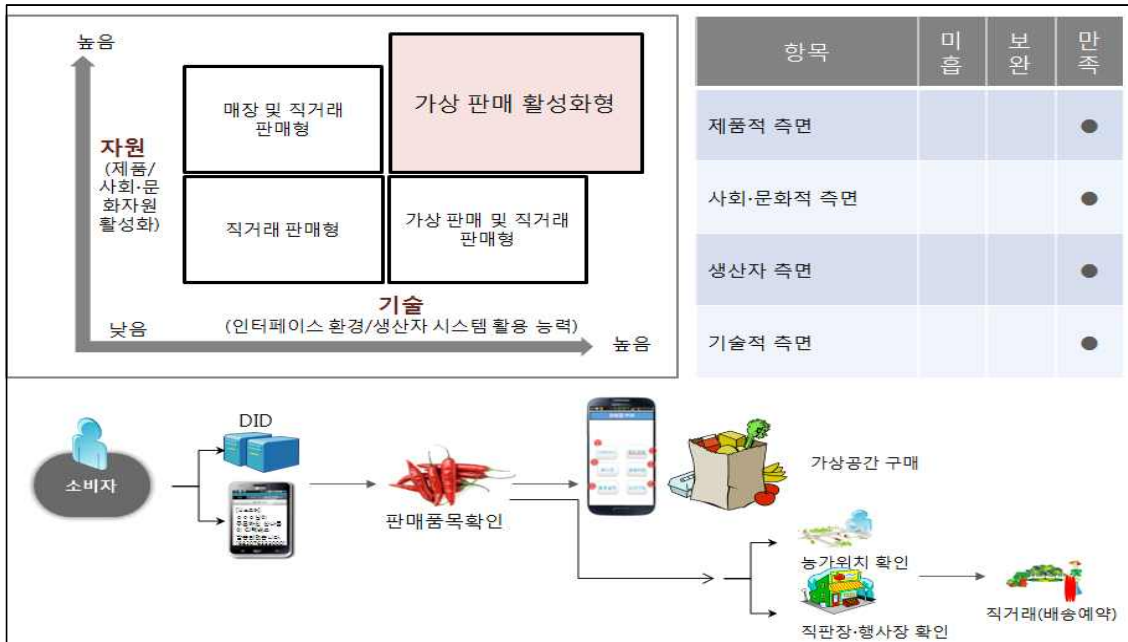 높음
매장 및 직거래
판매형
가상 판매 활성화형
자원
(제품/
사회·문
화자원
활성화)
직거래 판매형
가상 판매 및 직거래
판매형
기술
(인터페이스 환경/생산자 시스템 활용 능력)
낮음
높음
항목
미흡
보완
만족
제품적 측면
●
사회·문화적 측면
●
생산자 측면
●
기술적 측면
●
DID
소비자
판매품목확인
가상공간 구매
농가위치 확인
직판장·행사장 확인
직거래(배송예약)